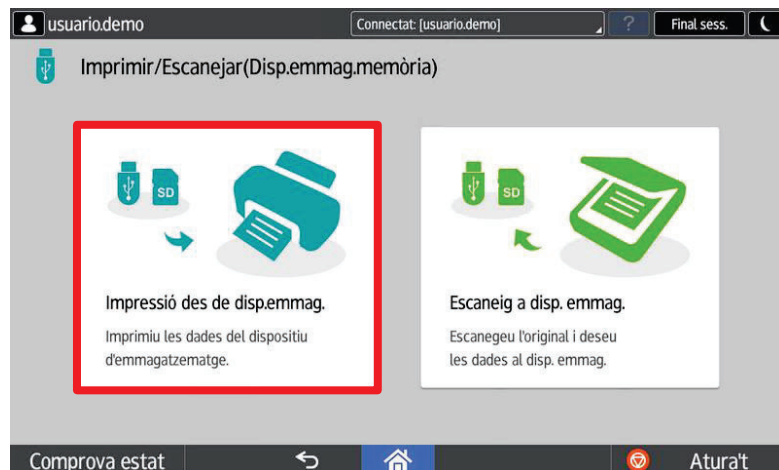 usuario.demo
Connectat: [usuario.demo]
?
Final sess.
Imprimir/Escanejar(Disp.emmag.memòria)
SD
Impressió des de disp.emmag.
Imprimiu les dades del dispositiu
d'emmagatzematge.
SD
Escaneig a disp. emmag.
Escanegeu l'original i deseu
les dades al disp. emmag.
Comprova estat
Atura't